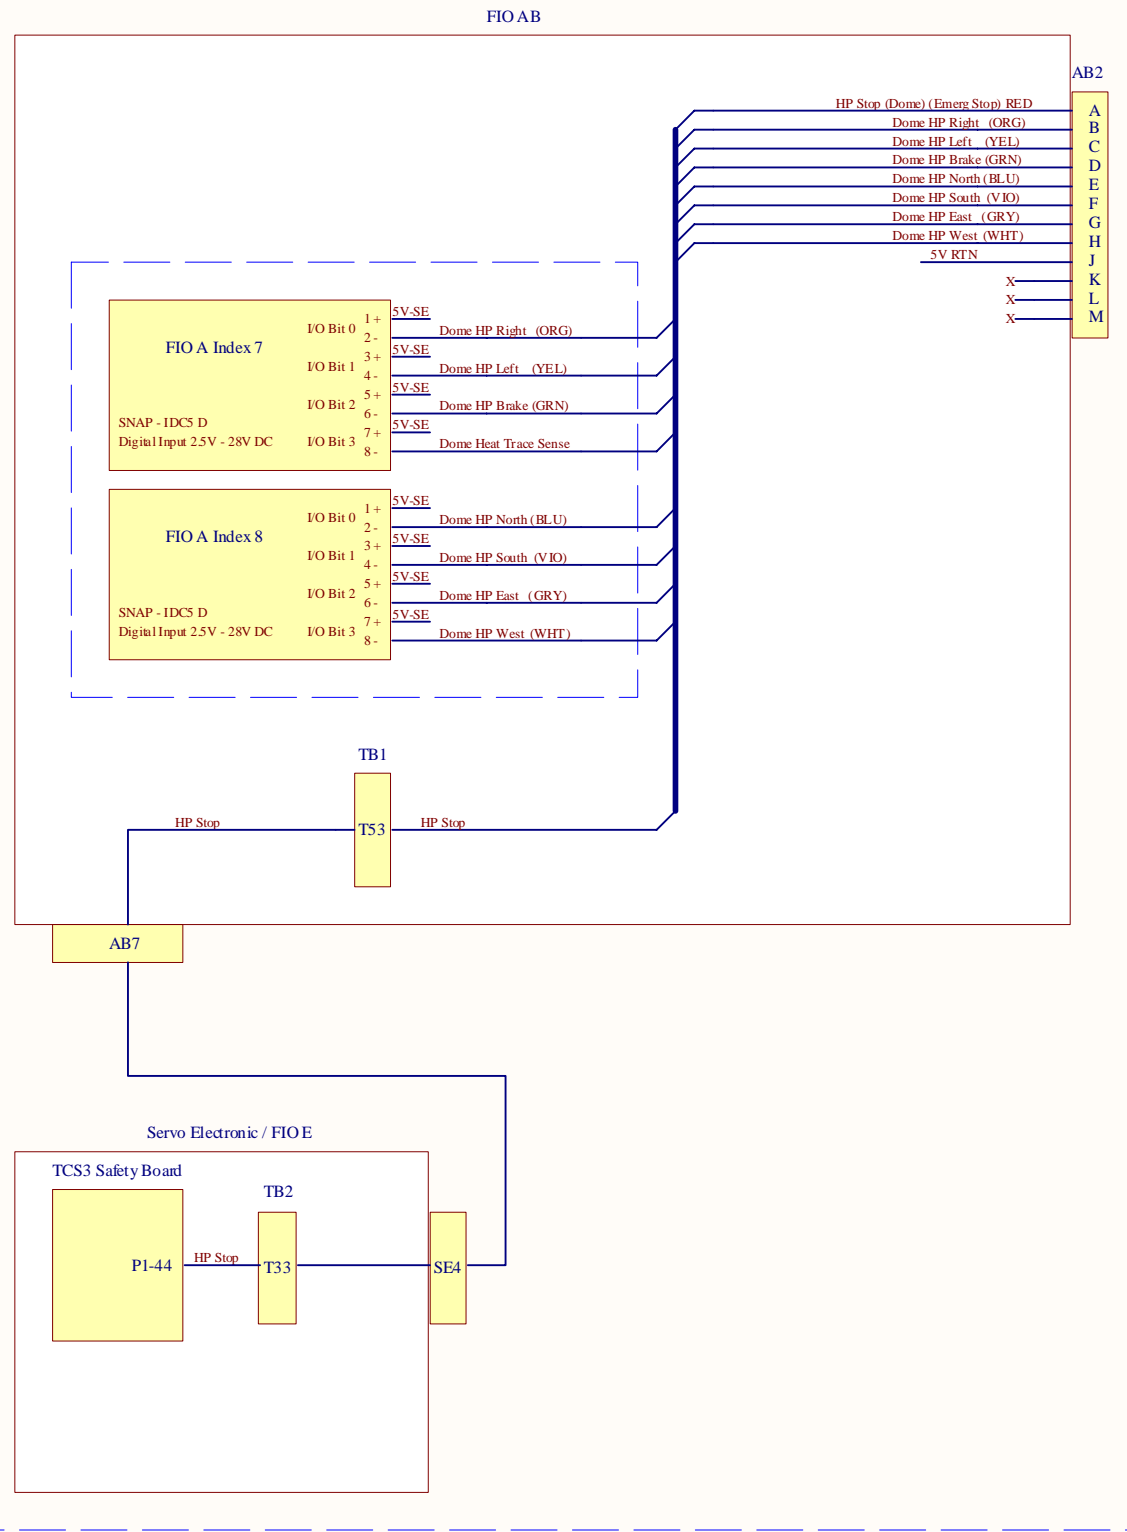 FIO AB
AB2
HP Stop (Dome) (Emerg Stop) RED
A
Dome HP Right (ORG)
B
Dome HP Left (YEL)
C
Dome HP Brake (GRN)
D
Dome HP North (BLU)
E
Dome HP South (VIO)
F
Dome HP East (GRY)
G
Dome HP West (WHT)
H
5V RTN
J
X
K
X
L
X
M
FIO A Index 7
SNAP - IDC5 D
Digital Input 2.5V - 28V DC
I/O Bit 0
1 +
5V-SE
2 -
Dome HP Right (ORG)
I/O Bit 1
3 +
5V-SE
4 -
Dome HP Left (YEL)
I/O Bit 2
5 +
5V-SE
6 -
Dome HP Brake (GRN)
I/O Bit 3
7 +
5V-SE
8 -
Dome Heat Trace Sense
FIO A Index 8
SNAP - IDC5 D
Digital Input 2.5V - 28V DC
I/O Bit 0
1 +
5V-SE
2 -
Dome HP North (BLU)
I/O Bit 1
3 +
5V-SE
4 -
Dome HP South (VIO)
I/O Bit 2
5 +
5V-SE
6 -
Dome HP East (GRY)
I/O Bit 3
7 +
5V-SE
8 -
Dome HP West (WHT)
TB1
HP Stop
T53
HP Stop
AB7
Servo Electronic / FIO E
TCS3 Safety Board
TB2
P1-44
HP Stop
T33
SE4